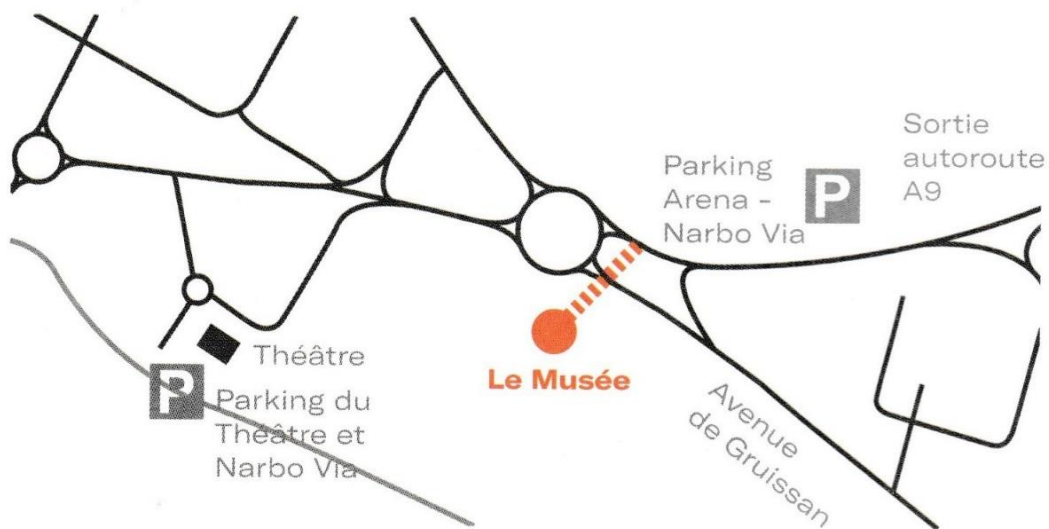 Sortie
autoroute
A9
Parking
Arena -
Narbo Via
P
Théâtre
P
Parking du
Théâtre et
Narbo Via
Le Musée
Avenue
de Gruissan